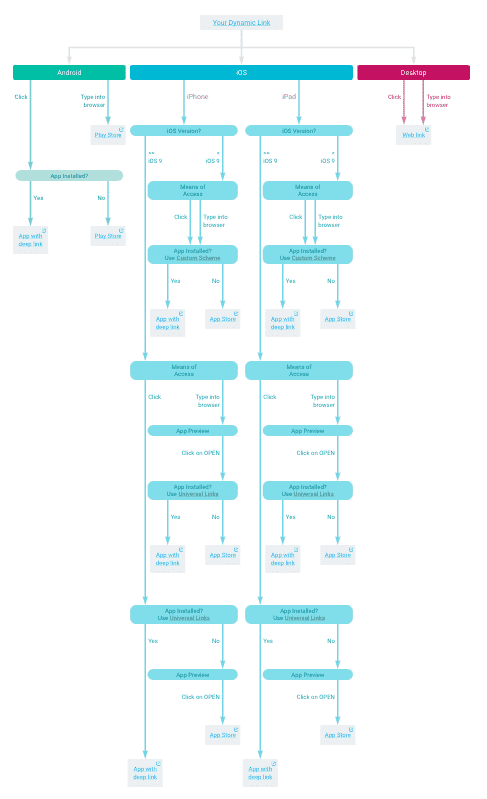 Your Dynamic Link
Android
iOS
Desktop
Click
Type into
browser
iPhone
iPad
Click
Type into
browser
Play Store
iOS Version?
iOS Version?
Web link
iOS 9
iOS 9
iOS 9
iOS 9
App Installed?
Means of
Access
Means of
Access
Yes
No
Click
Type into
browser
Click
Type into
browser
App with
deep link
Play Store
App Installed?
Use Custom Scheme
App Installed?
Use Custom Scheme
Yes
No
Yes
No
App with
deep link
App Store
App with
deep link
App Store
Means of
Access
Means of
Access
Click
Type into
browser
Click
Type into
browser
App Preview
App Preview
Click on OPEN
Click on OPEN
App Installed?
Use Universal Links
App Installed?
Use Universal Links
Yes
No
Yes
No
App with
deep link
App Store
App with
deep link
App Store
App Installed?
Use Universal Links
App Installed?
Use Universal Links
Yes
No
Yes
No
App Preview
App Preview
Click on OPEN
Click on OPEN
App Store
App Store
App with
deep link
App with
deep link